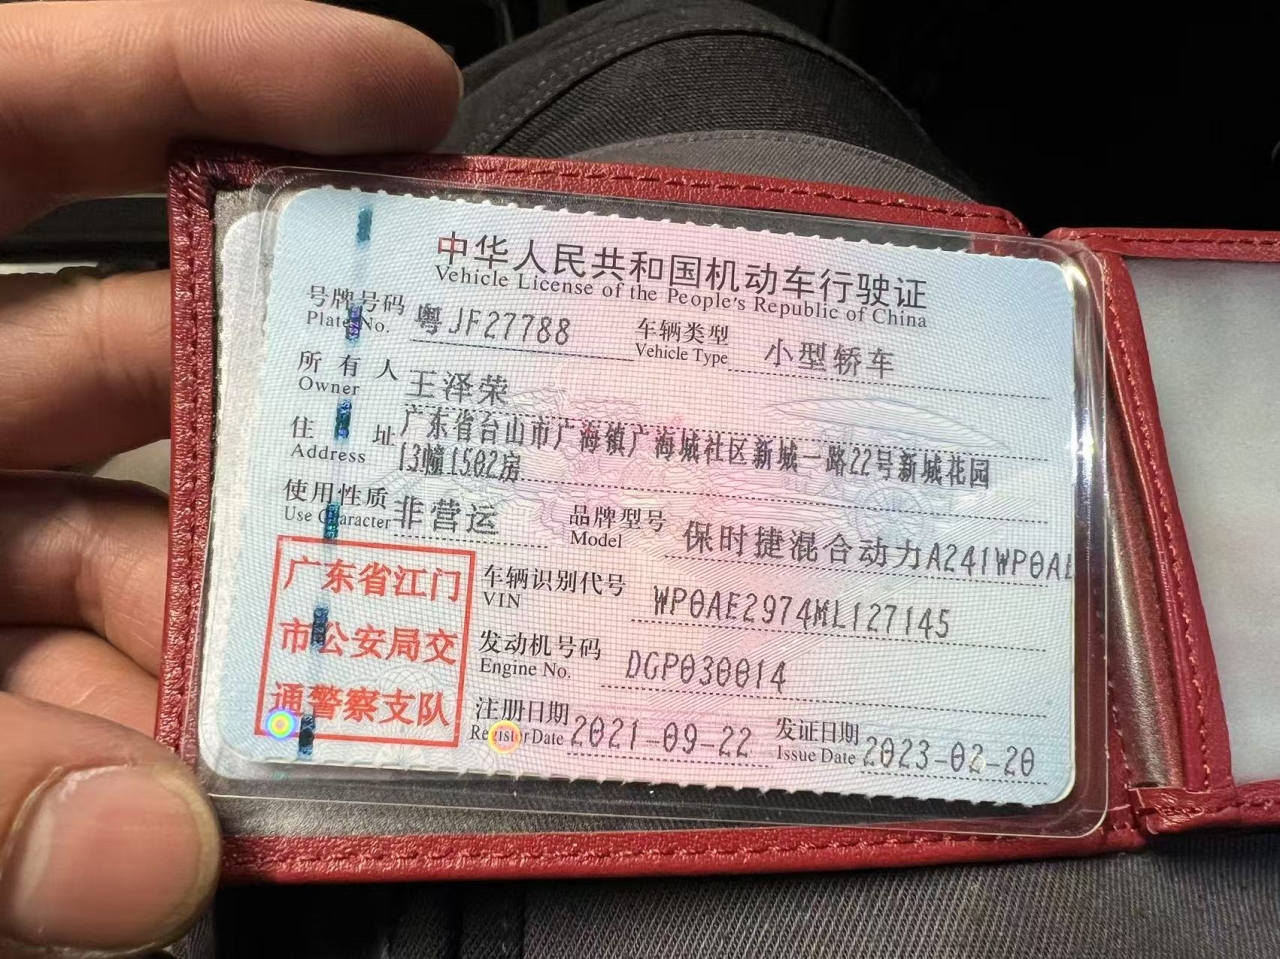 中华人民共和国机动车行驶证
Vehicle License of the People's Republic of China
号牌号码 粤JF27788 车辆类型 小型轿车
Plate No. Vehicle Type
所有人 王泽荣
Owner
住址 广东省台山市广海镇广海城社区新城一路22号新城花园
Address 13幢1502房
使用性质 非营运 品牌型号 保时捷混合动力A241WP0AE
Use Character Model
广东省江门
市公安局交
通警察支队
车辆识别代号 WP0AE2974ML127145
VIN
发动机号码 DGP030014
Engine No.
注册日期 2021-09-22 发证日期 2023-02-20
Register Date Issue Date